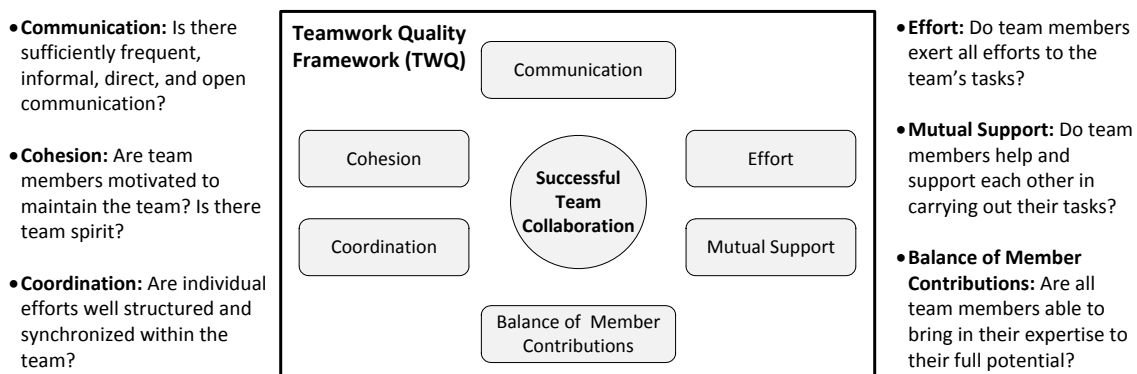 •Communication: Is there
sufficiently frequent,
informal, direct, and open
communication?
•Cohesion: Are team
members motivated to
maintain the team? Is there
team spirit?
•Coordination: Are individual
efforts well structured and
synchronized within the
team?
Teamwork Quality
Framework (TWQ)
Communication
Cohesion
Effort
Successful
Team
Collaboration
Coordination
Mutual Support
Balance of Member
Contributions
•Effort: Do team members
exert all efforts to the
team's tasks?
•Mutual Support: Do team
members help and
support each other in
carrying out their tasks?
•Balance of Member
Contributions: Are all
team members able to
bring in their expertise to
their full potential?